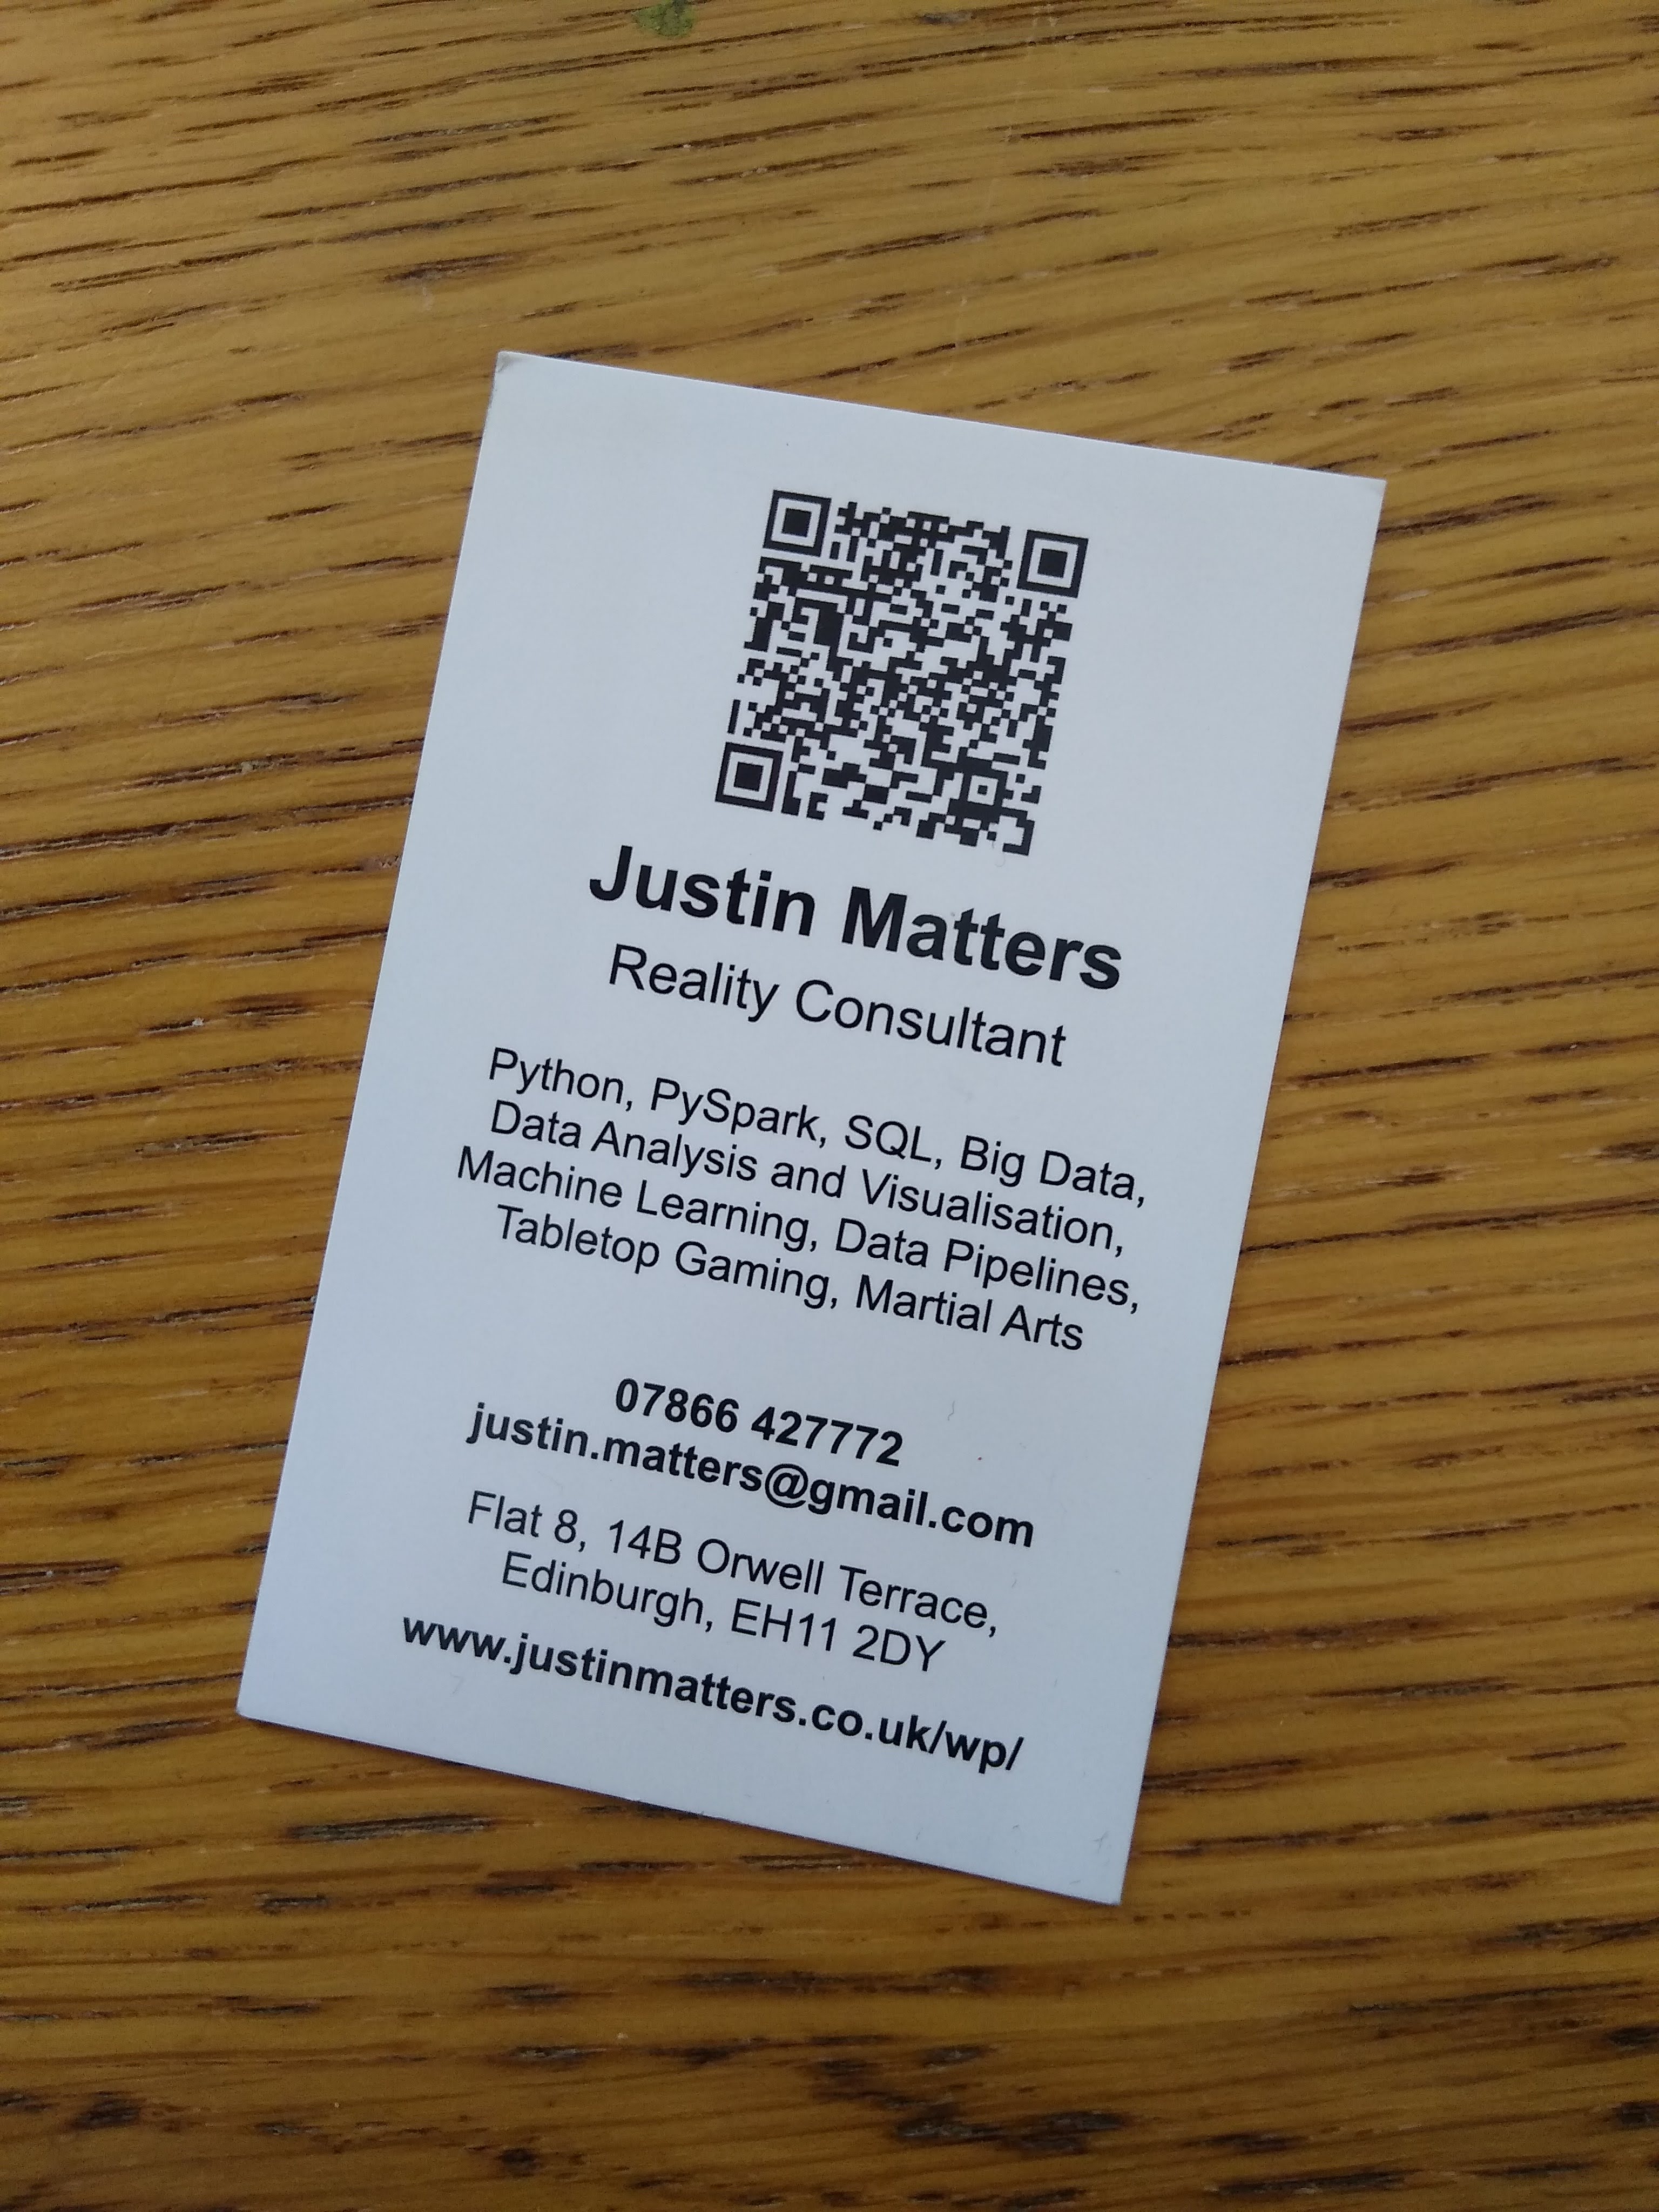 Justin Matters
Reality Consultant
Python, PySpark, SQL, Big Data,
Data Analysis and Visualisation,
Machine Learning, Data Pipelines,
Tabletop Gaming, Martial Arts
07866 427772
justin.matters@gmail.com
Flat 8, 14B Orwell Terrace,
Edinburgh, EH11 2DY
www.justinmatters.co.uk/wp/